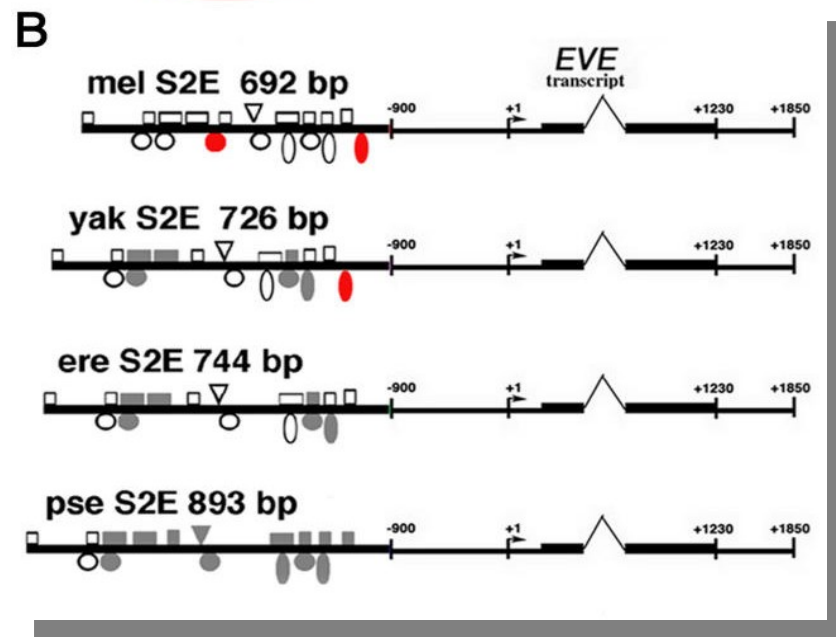 B
EVE
transcript
mel S2E 692 bp
-900 +1 +1230 +1850
yak S2E 726 bp
-900 +1 +1230 +1850
ere S2E 744 bp
-900 +1 +1230 +1850
pse S2E 893 bp
-900 +1 +1230 +1850